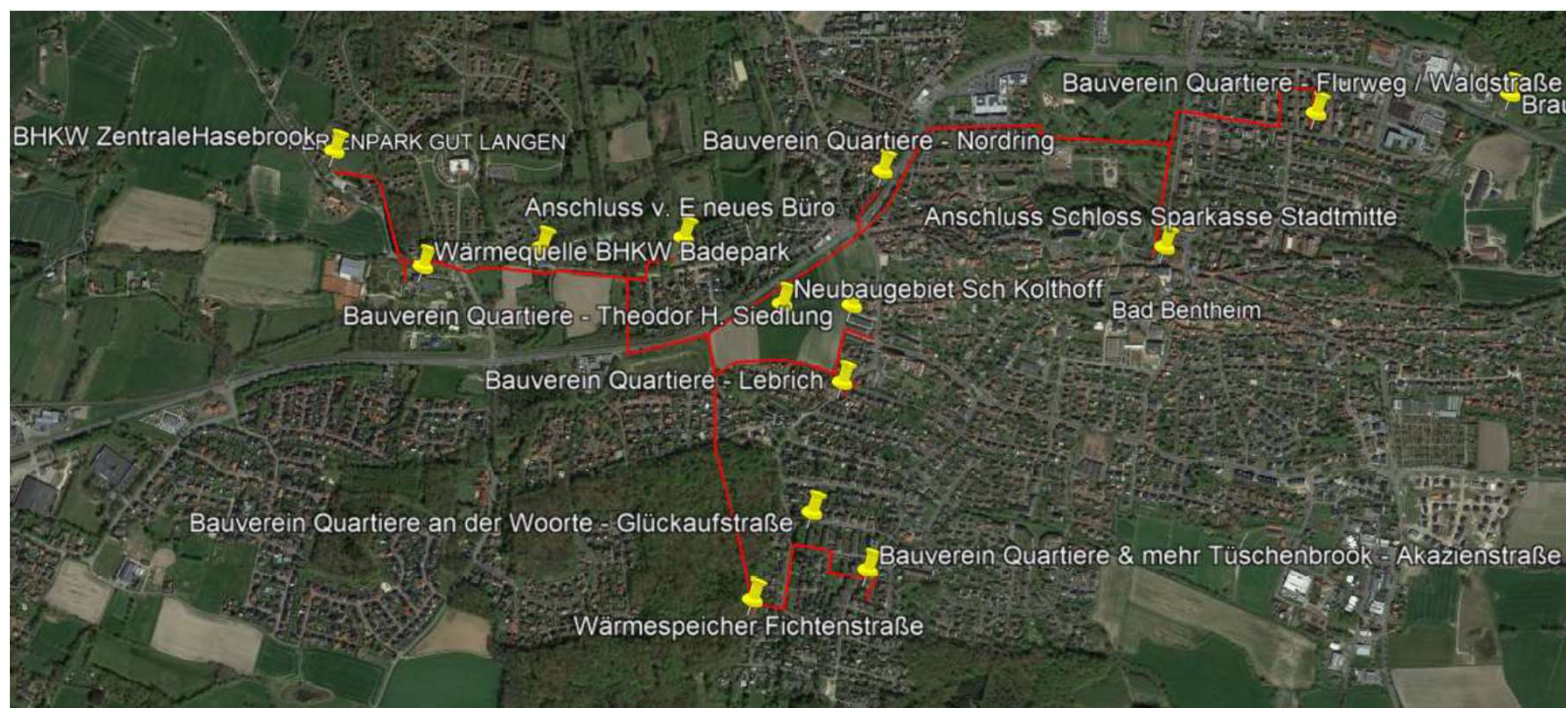 Bauverein Quartiere - Flurweg / Waldstraße
Brau
BHKW ZentraleHasebrook
ERIENPARK GUT LANGEN
Bauverein Quartiere - Nordring
Anschluss v. E neues Büro
Anschluss Schloss Sparkasse Stadtmitte
Wärmequelle BHKW Badepark
Neubaugebiet Sch Kolthoff
Bad Bentheim
Bauverein Quartiere - Theodor H. Siedlung
Bauverein Quartiere - Lebrich
Bauverein Quartiere an der Woorte - Glückaufstraße
Bauverein Quartiere & mehr Tüschenbrook - Akazienstraße
Wärmespeicher Fichtenstraße